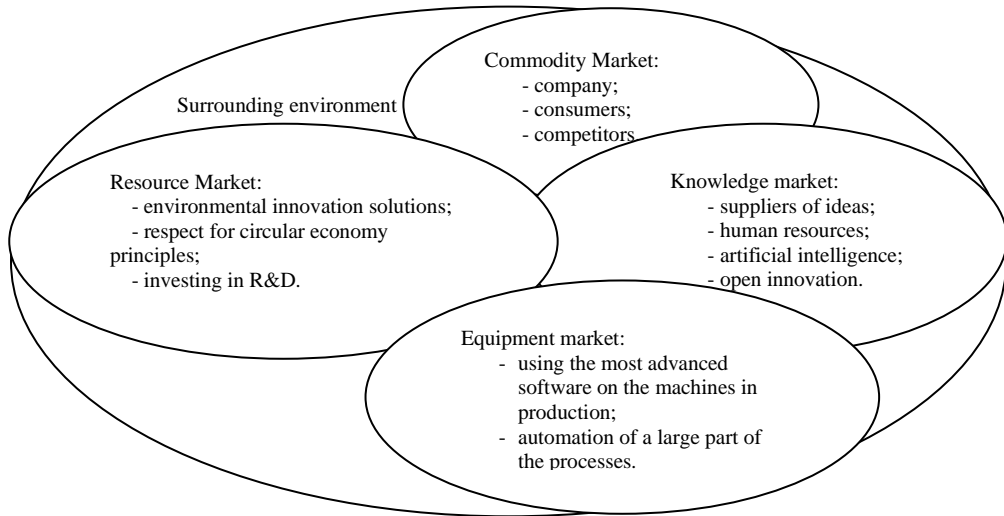 Commodity Market:
- company;
- consumers;
- competitors
Surrounding environment
Resource Market:
- environmental innovation solutions;
- respect for circular economy
principles;
- investing in R&D.
Knowledge market:
- suppliers of ideas;
- human resources;
- artificial intelligence;
- open innovation.
Equipment market:
- using the most advanced
software on the machines in
production;
- automation of a large part of
the processes.